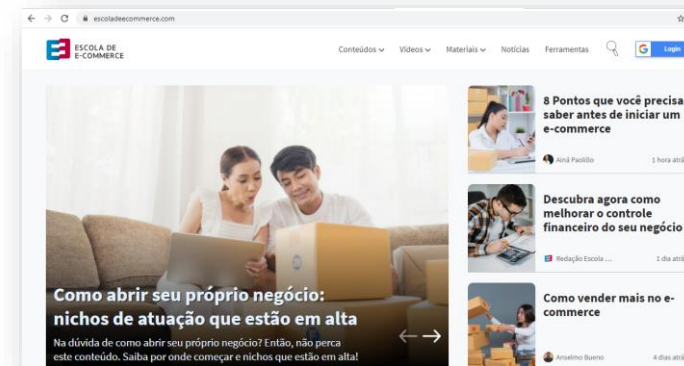 escoladeecommerce.com
ESCOLA DE
E-COMMERCE
Conteúdos
Vídeos
Materiais
Notícias
Ferramentas
G
Login
Como abrir seu próprio negócio:
nichos de atuação que estão em alta
Na dúvida de como abrir seu próprio negócio? Então, não perca
este conteúdo. Saiba por onde começar e nichos que estão em alta!
8 Pontos que você precisa
saber antes de iniciar um
e-commerce
Ainá Paolillo
1 hora atrá
Descubra agora como
melhorar o controle
financeiro do seu negócio
Redação Escola ...
1 dia atrá
Como vender mais no e-
commerce
Anselmo Bueno
4 dias atrá